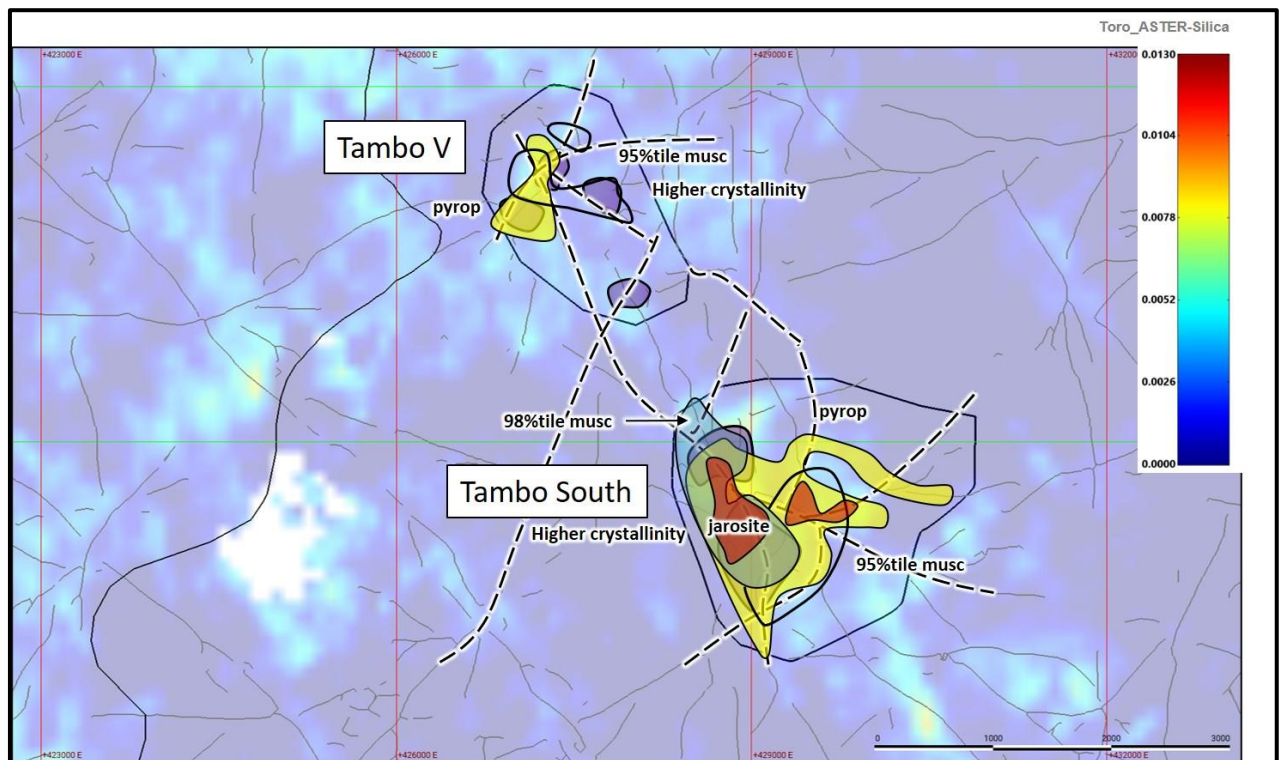 Toro_ASTER-Silica
+423000 E
+426000 E
+429000 E
+432000
0.0130
0.0104
0.0078
0.0052
0.0026
0.0000
Tambo V
95%tile musc
Higher crystallinity
pyrop
98%tile musc
pyrop
Tambo South
Higher crystallinity
jarosite
95%tile musc
0
1000
2000
3000
+423000 E
+426000 E
+429000 E
+432000 E